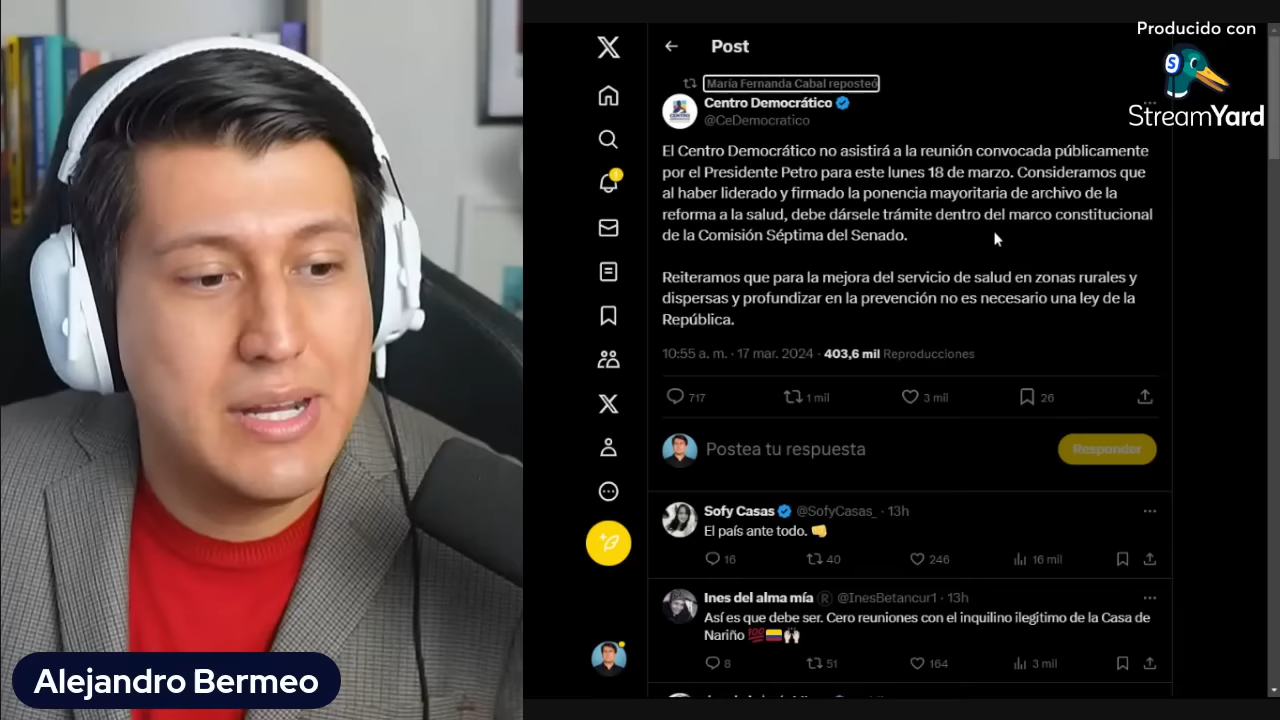 Producido con
StreamYard
Post
María Fernanda Cabal reposteó
Centro Democrático
@CeDemocratico
El Centro Democrático no asistirá a la reunión convocada públicamente
por el Presidente Petro para este lunes 18 de marzo. Consideramos que
al haber liderado y firmado la ponencia mayoritaria de archivo de la
reforma a la salud, debe dársele trámite dentro del marco constitucional
de la Comisión Séptima del Senado.
Reiteramos que para la mejora del servicio de salud en zonas rurales y
dispersas y profundizar en la prevención no es necesario una ley de la
República.
10:55 a. m. · 17 mar. 2024 · 403,6 mil Reproducciones
717 1 mil 3 mil 26
Postea tu respuesta
Responder
Sofy Casas @SofyCasas_ · 13h
El país ante todo. 👊
16 40 246 16 mil
Ines del alma mía ® @InesBetancur1 · 13h
Así es que debe ser. Cero reuniones con el inquilino ilegítimo de la Casa de
Nariño 💯🇨🇴🙌🏻
8 51 164 3 mil
Alejandro Bermeo